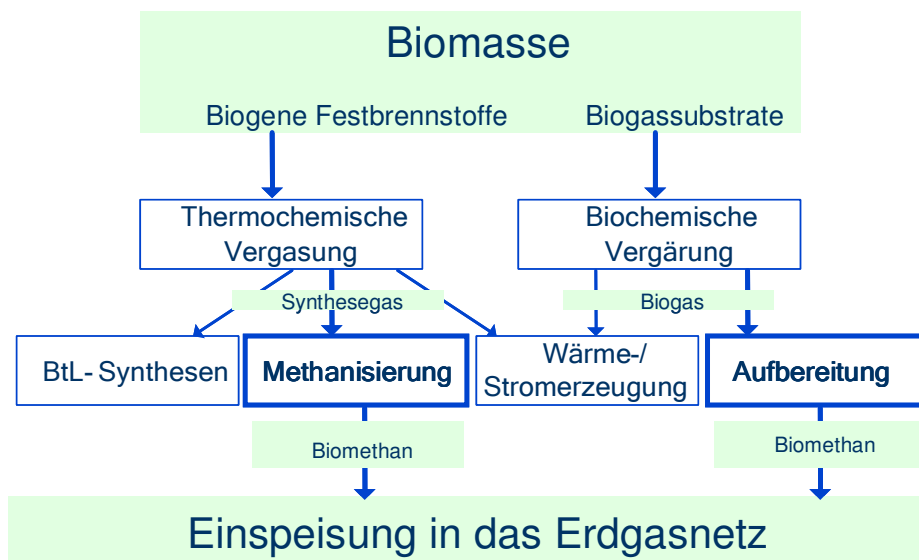 Biomasse
Biogene Festbrennstoffe
Biogassubstrate
Thermochemische
Vergasung
Biochemische
Vergärung
Synthesegas
Biogas
BtL- Synthesen
Methanisierung
Wärme-/
Stromerzeugung
Aufbereitung
Biomethan
Biomethan
Einspeisung in das Erdgasnetz